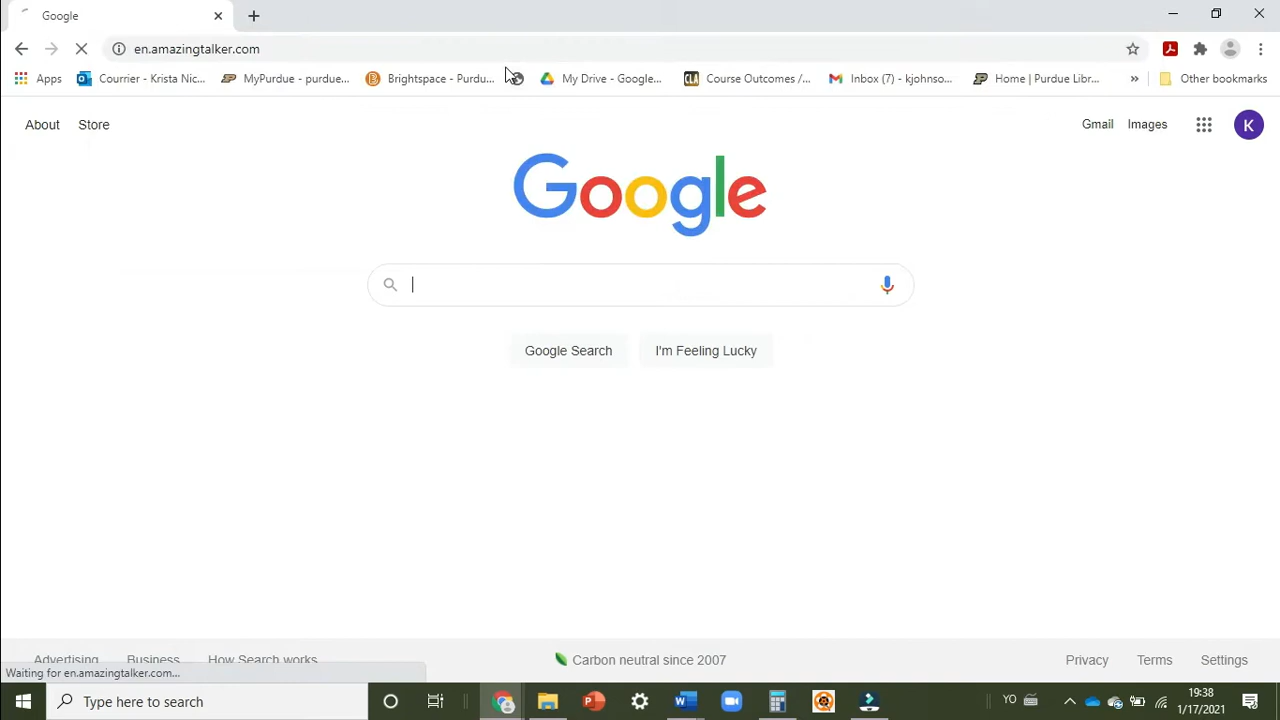 Google
en.amazingtalker.com
Apps Courrier - Krista Nic... MyPurdue - purdue... Brightspace - Purdu... My Drive - Google... Course Outcomes /... Inbox (7) - kjohnso... Home | Purdue Libr... » Other bookmarks
About Store Gmail Images K
Google
Google Search I'm Feeling Lucky
Advertising Business How Search works Carbon neutral since 2007 Privacy Terms Settings
Waiting for en.amazingtalker.com...
Type here to search YO 19:38
1/17/2021